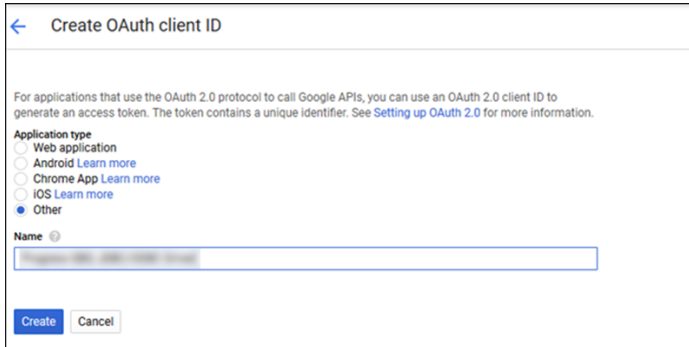 Create OAuth client ID
For applications that use the OAuth 2.0 protocol to call Google APIs, you can use an OAuth 2.0 client ID to
generate an access token. The token contains a unique identifier. See Setting up OAuth 2.0 for more information.
Application type
Web application
Android Learn more
Chrome App Learn more
iOS Learn more
Other
Name
Create Cancel